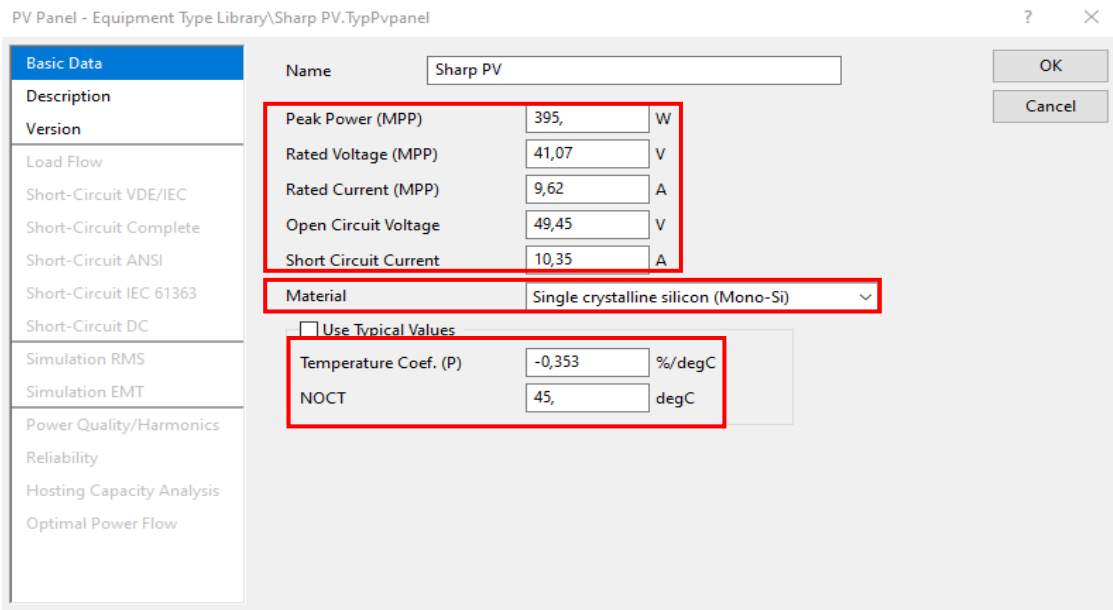 PV Panel - Equipment Type Library\Sharp PV.TypPvpanel ? ×
Basic Data
Description
Version
Load Flow
Short-Circuit VDE/IEC
Short-Circuit Complete
Short-Circuit ANSI
Short-Circuit IEC 61363
Short-Circuit DC
Simulation RMS
Simulation EMT
Power Quality/Harmonics
Reliability
Hosting Capacity Analysis
Optimal Power Flow
Name Sharp PV
Peak Power (MPP) 395, W
Rated Voltage (MPP) 41,07 V
Rated Current (MPP) 9,62 A
Open Circuit Voltage 49,45 V
Short Circuit Current 10,35 A
Material Single crystalline silicon (Mono-Si)
Use Typical Values
Temperature Coef. (P) -0,353 %/degC
NOCT 45, degC
OK
Cancel